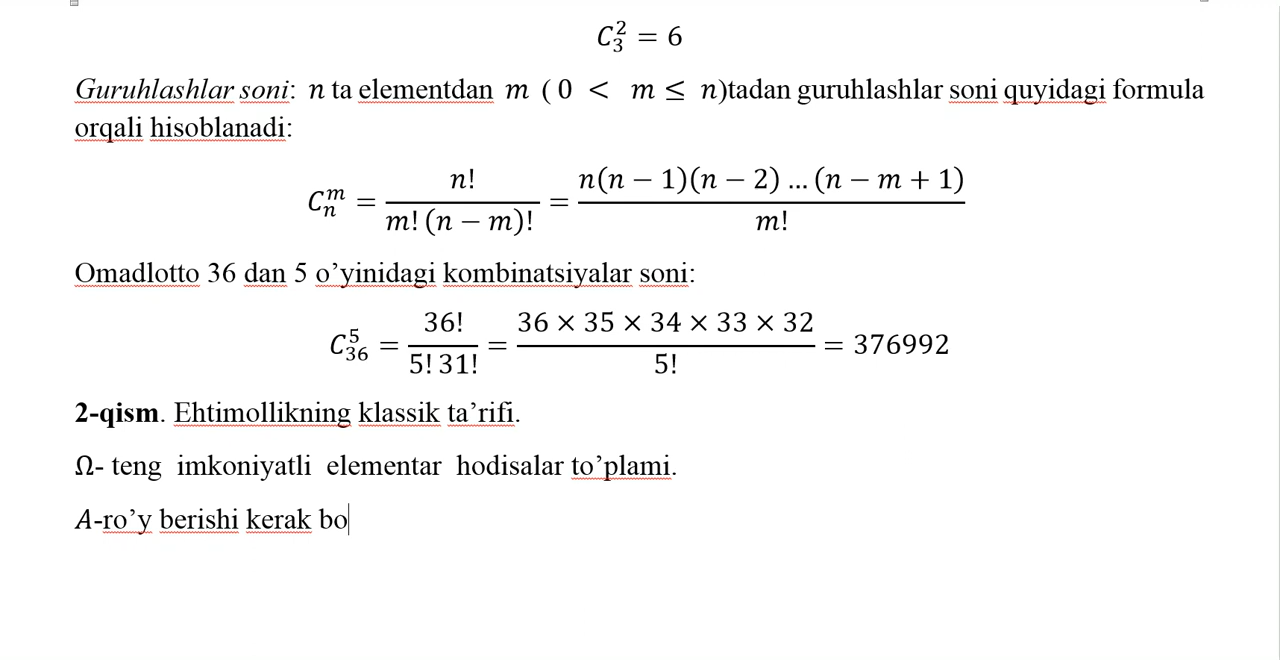 C₃² = 6
Guruhlashlar soni: n ta elementdan m ( 0 < m ≤ n)tadan guruhlashlar soni quyidagi formula
orqali hisoblanadi:
Cₙᵐ = n! / m! (n − m)! = n(n − 1)(n − 2) … (n − m + 1) / m!
Omadlotto 36 dan 5 o’yinidagi kombinatsiyalar soni:
C₃₆⁵ = 36! / 5! 31! = 36 × 35 × 34 × 33 × 32 / 5! = 376992
2-qism. Ehtimollikning klassik ta’rifi.
Ω- teng imkoniyatli elementar hodisalar to’plami.
A-ro’y berishi kerak bo